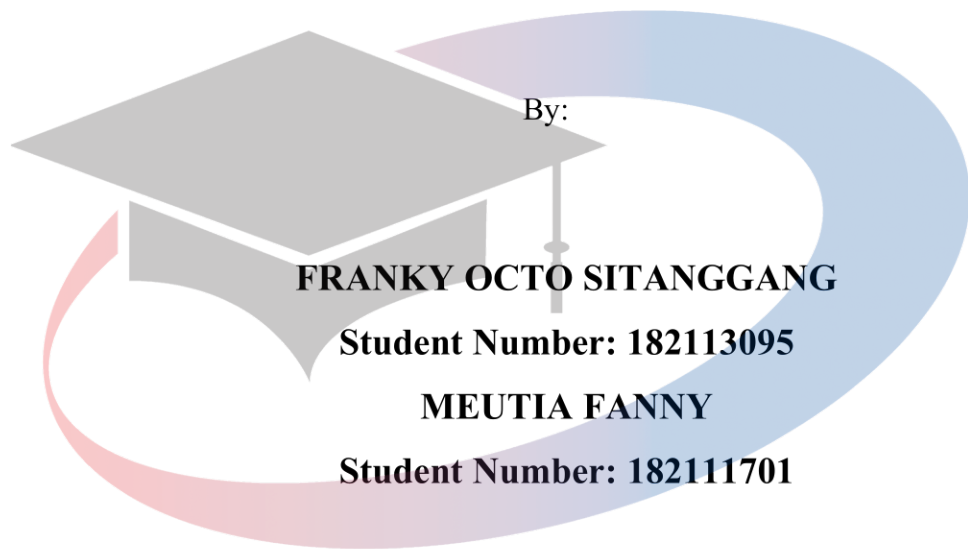 By:
FRANKY OCTO SITANGGANG
Student Number: 182113095
MEUTIA FANNY
Student Number: 182111701